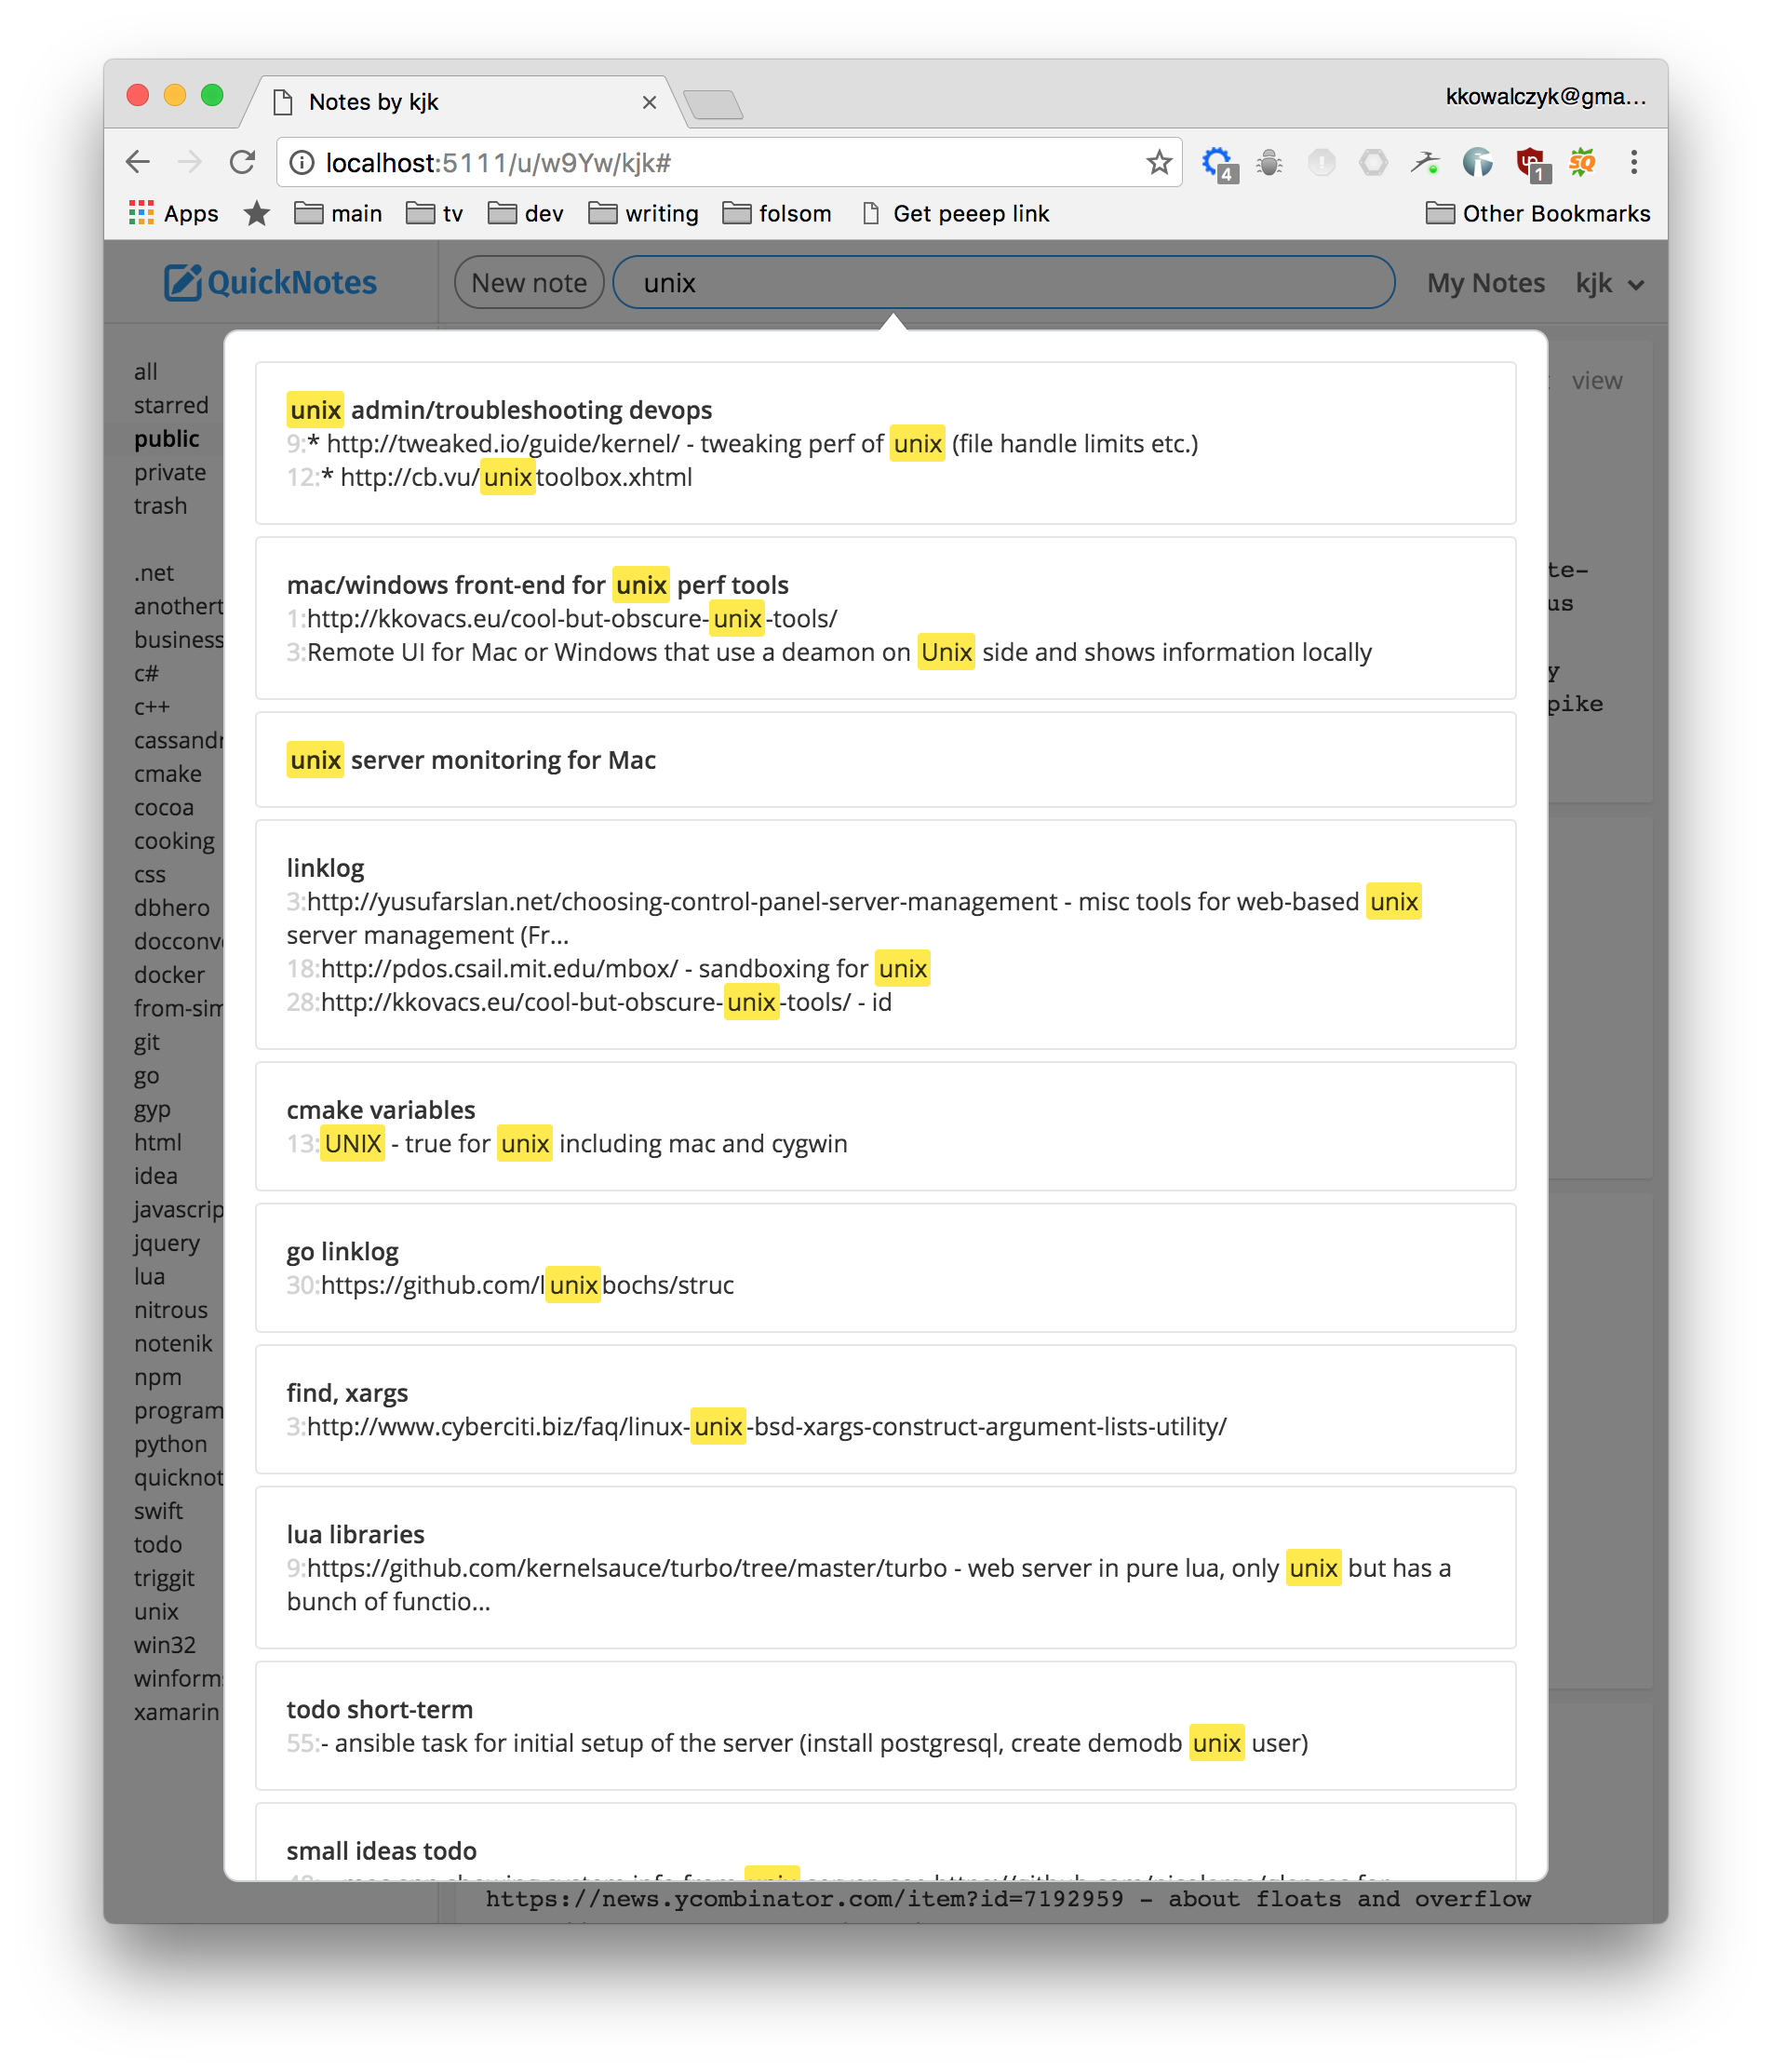 Notes by kjk
kkowalczyk@gma...
localhost:5111/u/w9Yw/kjk#
4
1
Apps
main
tv
dev
writing
folsom
Get peeep link
Other Bookmarks
QuickNotes
New note
unix
My Notes
kjk
all
starred
public
private
trash
.net
anothert
business
c#
c++
cassandr
cmake
cocoa
cooking
css
dbhero
docconv
docker
from-sim
git
go
gyp
html
idea
javascrip
jquery
lua
nitrous
notenik
npm
program
python
quicknot
swift
todo
triggit
unix
win32
winform
xamarin
view
te-
us
y
pike
unix admin/troubleshooting devops
9:* http://tweaked.io/guide/kernel/ - tweaking perf of unix (file handle limits etc.)
12:* http://cb.vu/unixtoolbox.xhtml
mac/windows front-end for unix perf tools
1:http://kkovacs.eu/cool-but-obscure-unix-tools/
3:Remote UI for Mac or Windows that use a deamon on Unix side and shows information locally
unix server monitoring for Mac
linklog
3:http://yusufarslan.net/choosing-control-panel-server-management - misc tools for web-based unix
server management (Fr...
18:http://pdos.csail.mit.edu/mbox/ - sandboxing for unix
28:http://kkovacs.eu/cool-but-obscure-unix-tools/ - id
cmake variables
13:UNIX - true for unix including mac and cygwin
go linklog
30:https://github.com/lunixbochs/struc
find, xargs
3:http://www.cyberciti.biz/faq/linux-unix-bsd-xargs-construct-argument-lists-utility/
lua libraries
9:https://github.com/kernelsauce/turbo/tree/master/turbo - web server in pure lua, only unix but has a
bunch of functio...
todo short-term
55:- ansible task for initial setup of the server (install postgresql, create demodb unix user)
small ideas todo
https://news.ycombinator.com/item?id=7192959 - about floats and overflow